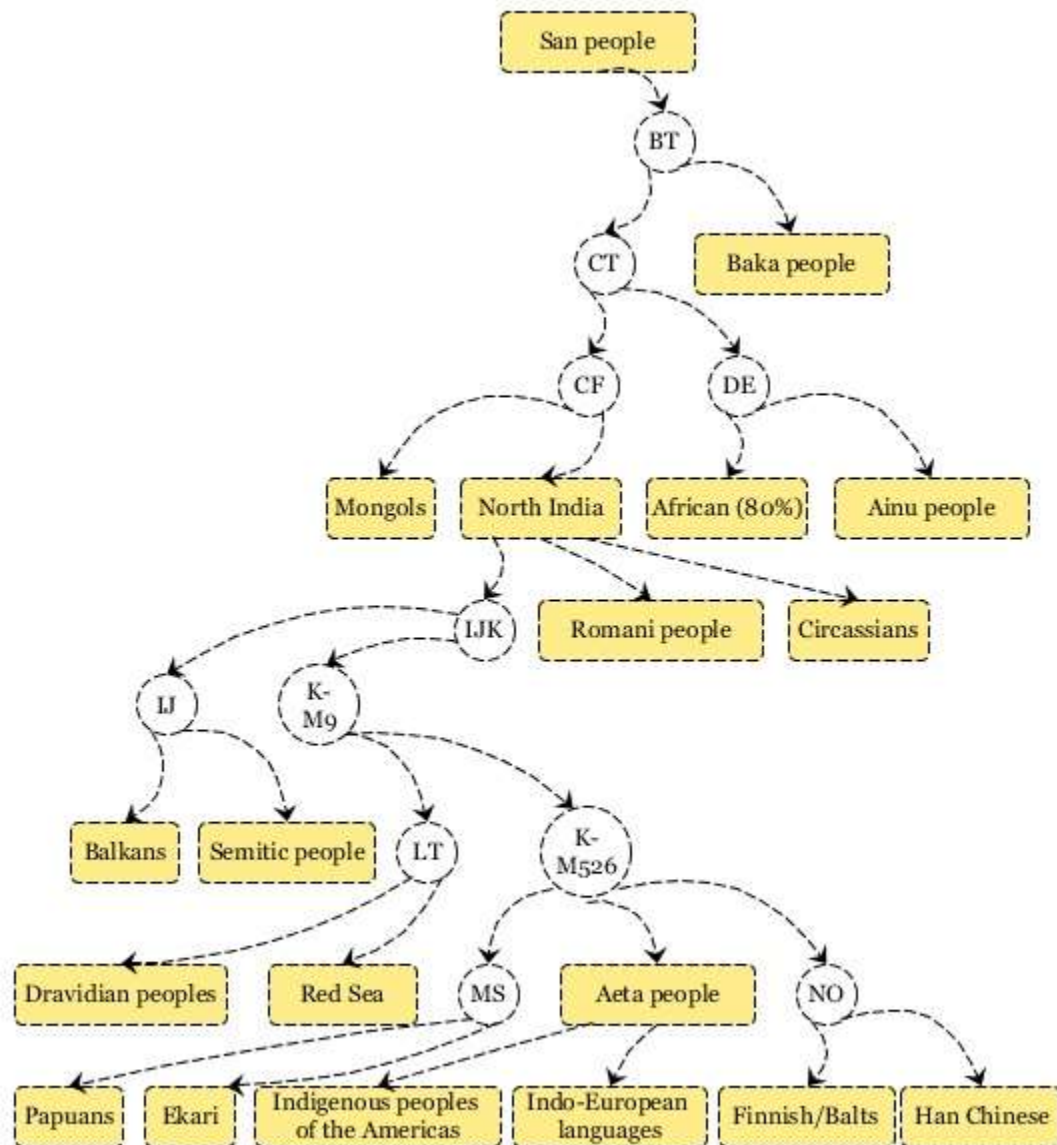 San people
BT
CT
Baka people
CF
DE
Mongols
North India
African (80%)
Ainu people
IJK
Romani people
Circassians
IJ
K-
M9
Balkans
Semitic people
LT
K-
M526
Dravidian peoples
Red Sea
MS
Aeta people
NO
Papuans
Ekari
Indigenous peoples
of the Americas
Indo-European
languages
Finnish/Balts
Han Chinese